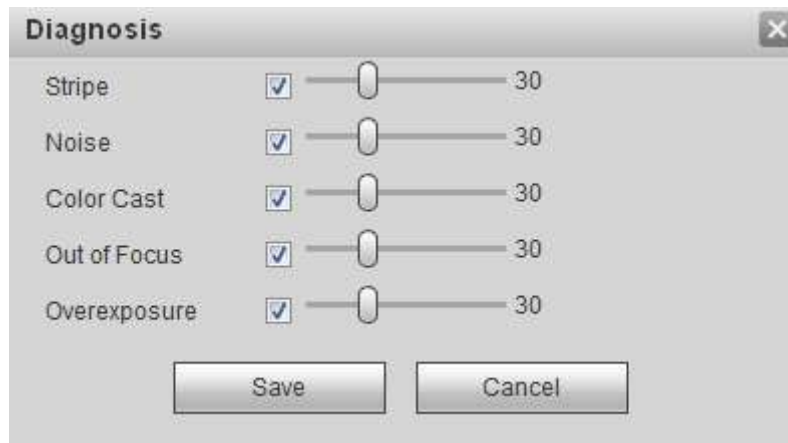 Diagnosis
Stripe 30
Noise 30
Color Cast 30
Out of Focus 30
Overexposure 30
Save Cancel